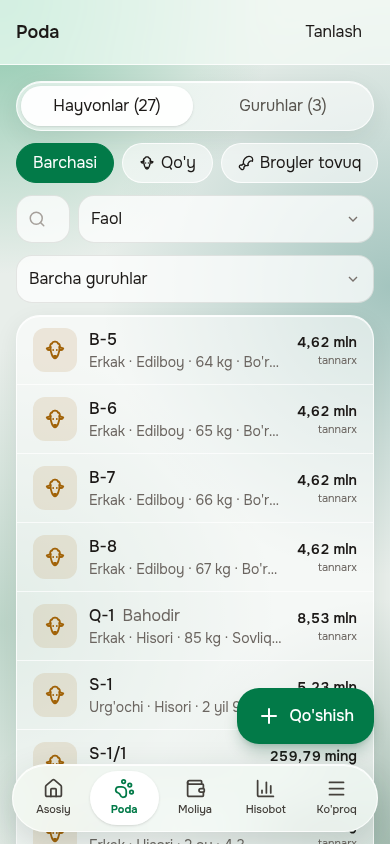 Poda
Tanlash
Hayvonlar (27)
Guruhlar (3)
Barchasi
Qo'y
Broyler tovuq
Faol
Barcha guruhlar
B-5
4,62 mln
Erkak · Edilboy · 64 kg · Bo'r...
tannarx
B-6
4,62 mln
Erkak · Edilboy · 65 kg · Bo'r...
tannarx
B-7
4,62 mln
Erkak · Edilboy · 66 kg · Bo'r...
tannarx
B-8
4,62 mln
Erkak · Edilboy · 67 kg · Bo'r...
tannarx
Q-1 Bahodir
8,53 mln
Erkak · Hisori · 85 kg · Sovliq...
tannarx
S-1
5,23 mln
Urg'ochi · Hisori · 2 yil
Qo'shish
S-1/1
259,79 ming
Asosiy
Poda
Moliya
Hisobot
Ko'proq
tannarx